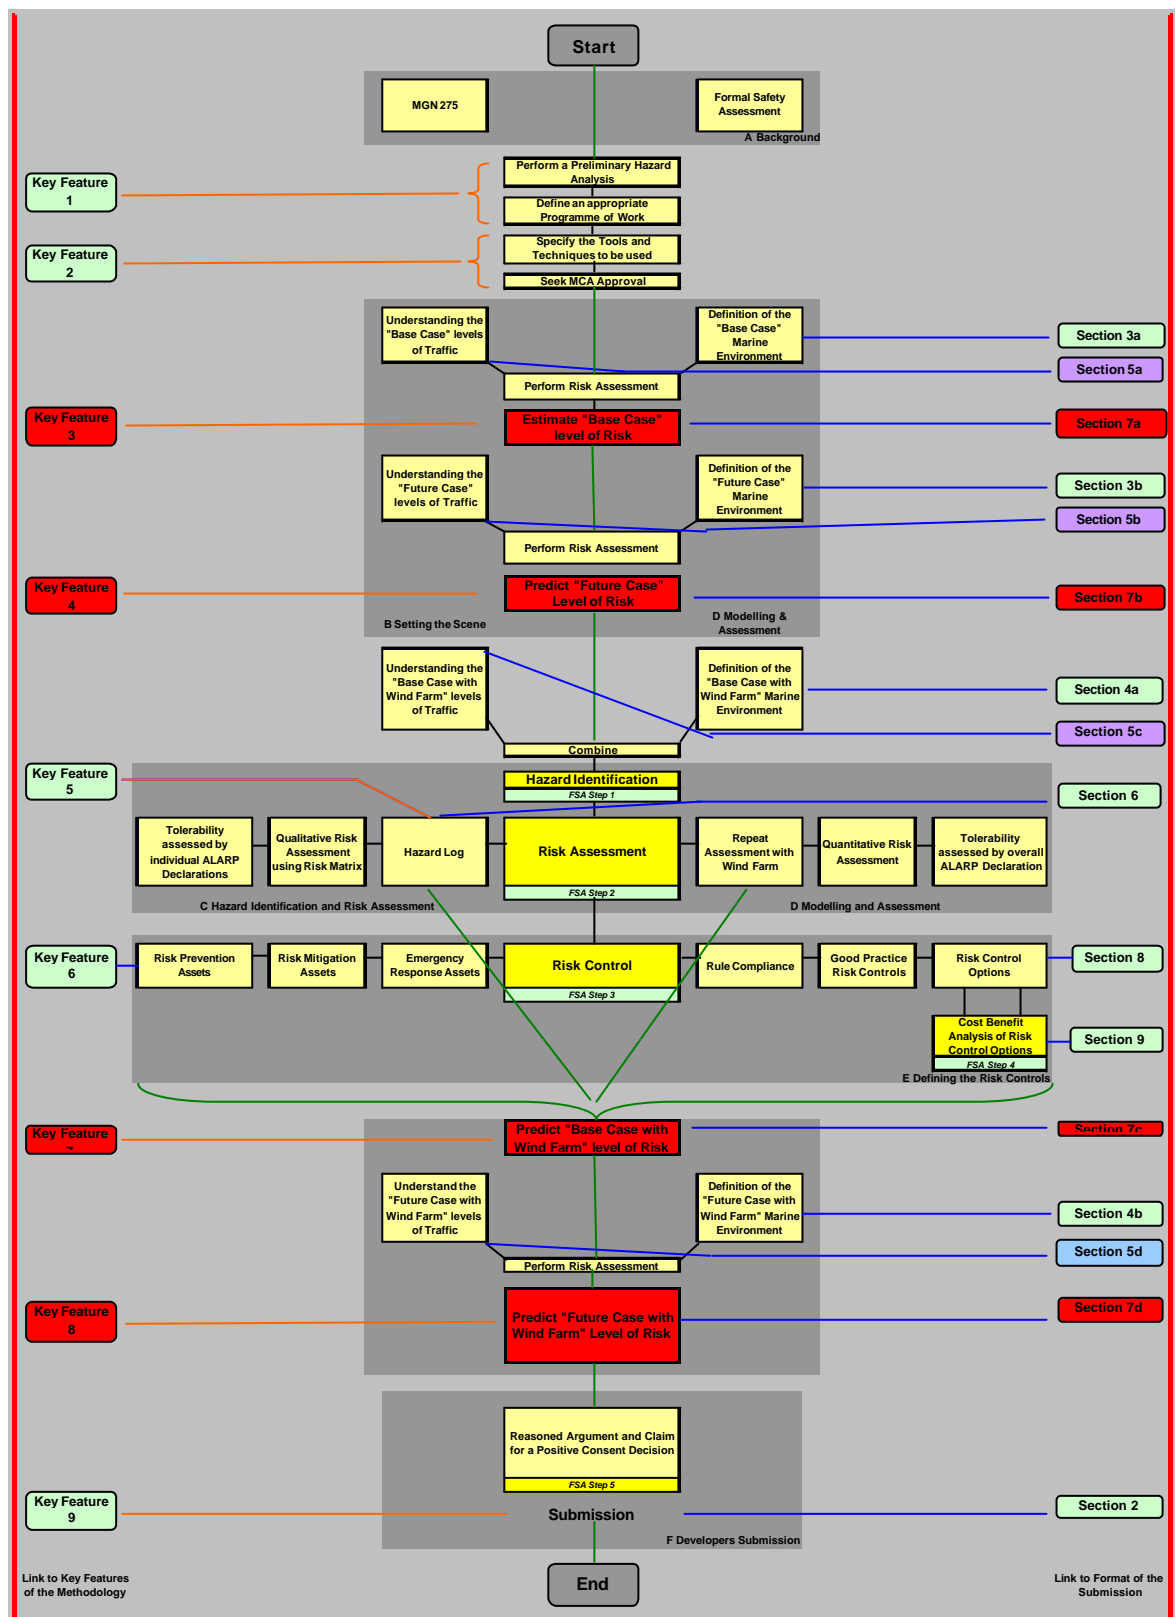 Start
MGN 275
Formal Safety
Assessment
A Background
Key Feature
1
Perform a Preliminary Hazard
Analysis
Define an appropriate
Programme of Work
Key Feature
2
Specify the Tools and
Techniques to be used
Seek MCA Approval
Understanding the
"Base Case" levels
of Traffic
Definition of the
"Base Case"
Marine
Environment
Section 3a
Section 5a
Perform Risk Assessment
Key Feature
3
Estimate "Base Case"
level of Risk
Section 7a
Understanding the
"Future Case"
levels of Traffic
Definition of the
"Future Case"
Marine
Environment
Section 3b
Section 5b
Perform Risk Assessment
Key Feature
4
Predict "Future Case"
Level of Risk
Section 7b
B Setting the Scene
D Modelling &
Assessment
Understanding the
"Base Case with
Wind Farm" levels
of Traffic
Definition of the
"Base Case with
Wind Farm" Marine
Environment
Section 4a
Section 5c
Combine
Key Feature
5
Hazard Identification
FSA Step 1
Section 6
Tolerability
assessed by
individual ALARP
Declarations
Qualitative Risk
Assessment
using Risk Matrix
Hazard Log
Risk Assessment
FSA Step 2
Repeat
Assessment with
Wind Farm
Quantitative Risk
Assessment
Tolerability
assessed by overall
ALARP Declaration
C Hazard Identification and Risk Assessment
D Modelling and Assessment
Key Feature
6
Risk Prevention
Assets
Risk Mitigation
Assets
Emergency
Response Assets
Risk Control
FSA Step 3
Rule Compliance
Good Practice
Risk Controls
Risk Control
Options
Section 8
Cost Benefit
Analysis of Risk
Control Options
FSA Step 4
Section 9
E Defining the Risk Controls
Key Feature
Predict "Base Case with
Wind Farm" level of Risk
Section 7c
Understand the
"Future Case with
Wind Farm" levels
of Traffic
Definition of the
"Future Case with
Wind Farm" Marine
Environment
Section 4b
Section 5d
Perform Risk Assessment
Key Feature
8
Predict "Future Case with
Wind Farm" Level of Risk
Section 7d
Reasoned Argument and Claim
for a Positive Consent Decision
FSA Step 5
Key Feature
9
Submission
Section 2
F Developers Submission
End
Link to Key Features
of the Methodology
Link to Format of the
Submission